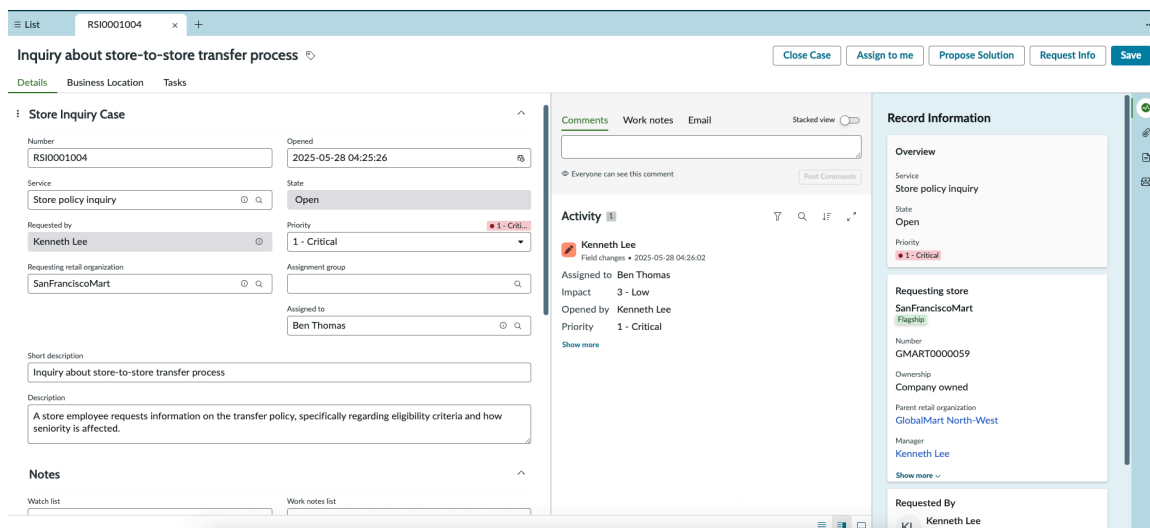 List
RSI0001004
Inquiry about store-to-store transfer process
Close Case
Assign to me
Propose Solution
Request Info
Save
Details
Business Location
Tasks
Store Inquiry Case
Number
RSI0001004
Opened
2025-05-28 04:25:26
Service
Store policy inquiry
State
Open
Requested by
Kenneth Lee
Priority
1 - Criti...
1 - Critical
Requesting retail organization
SanFranciscoMart
Assignment group
Assigned to
Ben Thomas
Short description
Inquiry about store-to-store transfer process
Description
A store employee requests information on the transfer policy, specifically regarding eligibility criteria and how
seniority is affected.
Notes
Watch list
Work notes list
Comments
Work notes
Email
Stacked view
Everyone can see this comment
Post Comments
Activity 1
Kenneth Lee
Field changes • 2025-05-28 04:26:02
Assigned to Ben Thomas
Impact 3 - Low
Opened by Kenneth Lee
Priority 1 - Critical
Show more
Record Information
Overview
Service
Store policy inquiry
State
Open
Priority
1 - Critical
Requesting store
SanFranciscoMart
Flagship
Number
GMART0000059
Ownership
Company owned
Parent retail organization
GlobalMart North-West
Manager
Kenneth Lee
Show more
Requested By
KL
Kenneth Lee